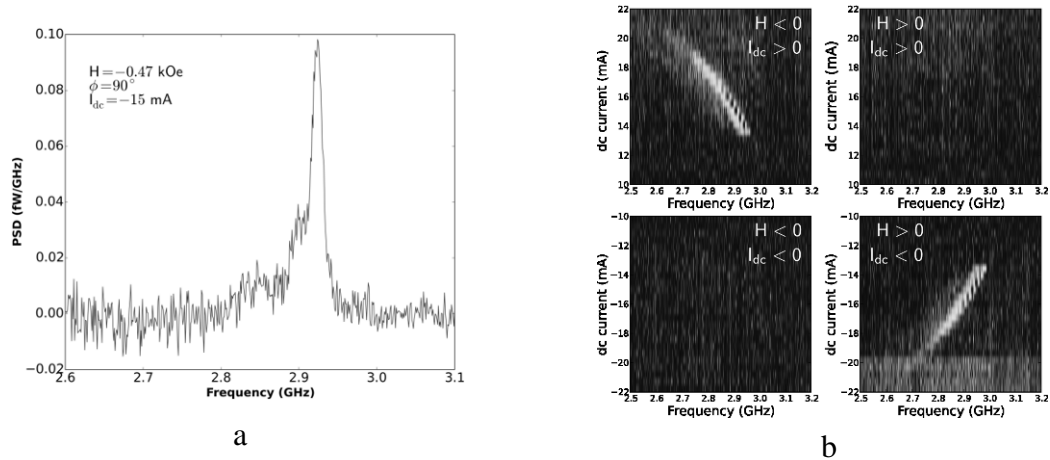 0.10
0.08
0.06
0.04
0.02
0.00
−0.02
2.6 2.7 2.8 2.9 3.0 3.1
PSD (fW/GHz)
Frequency (GHz)
H=−0.47 kOe
ϕ=90°
I_dc=−15 mA
a
22
20
18
16
14
12
10
2.5 2.6 2.7 2.8 2.9 3.0 3.1 3.2
dc current (mA)
Frequency (GHz)
H < 0
I_dc > 0
22
20
18
16
14
12
10
2.5 2.6 2.7 2.8 2.9 3.0 3.1 3.2
dc current (mA)
Frequency (GHz)
H > 0
I_dc > 0
−10
−12
−14
−16
−18
−20
−22
2.5 2.6 2.7 2.8 2.9 3.0 3.1 3.2
dc current (mA)
Frequency (GHz)
H < 0
I_dc < 0
−10
−12
−14
−16
−18
−20
−22
2.5 2.6 2.7 2.8 2.9 3.0 3.1 3.2
dc current (mA)
Frequency (GHz)
H > 0
I_dc < 0
b